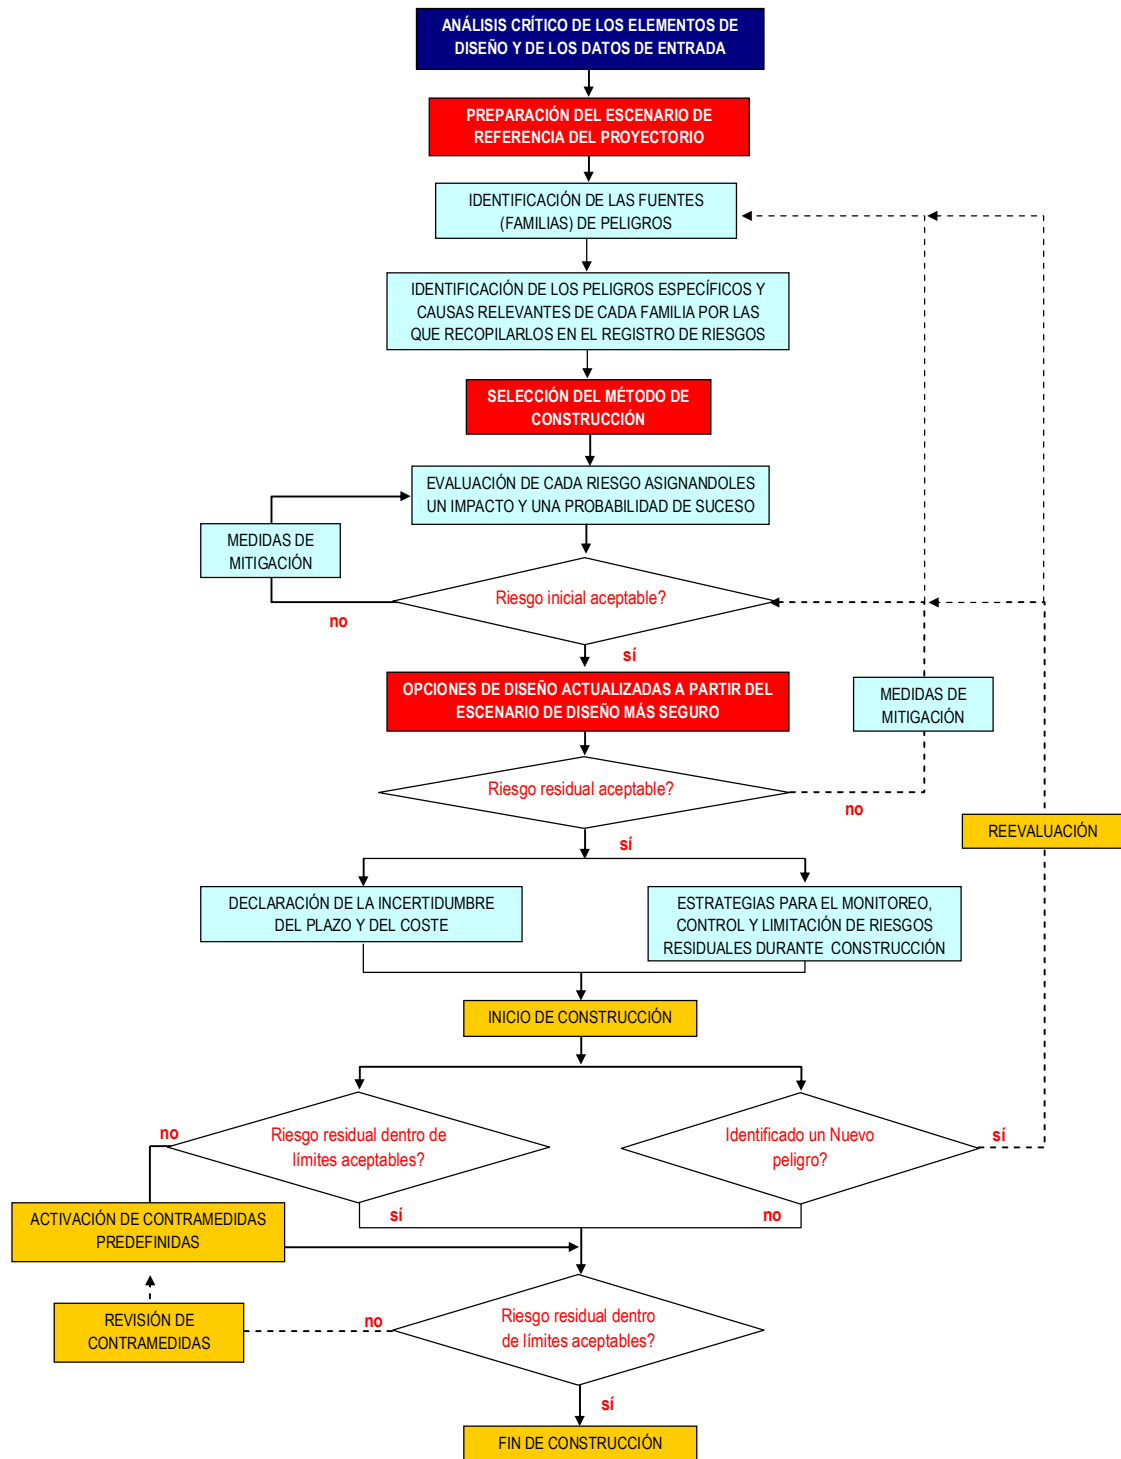 ANÁLISIS CRÍTICO DE LOS ELEMENTOS DE
DISEÑO Y DE LOS DATOS DE ENTRADA
PREPARACIÓN DEL ESCENARIO DE
REFERENCIA DEL PROYECTORIO
IDENTIFICACIÓN DE LAS FUENTES
(FAMILIAS) DE PELIGROS
IDENTIFICACIÓN DE LOS PELIGROS ESPECÍFICOS Y
CAUSAS RELEVANTES DE CADA FAMILIA POR LAS
QUE RECOPILARLOS EN EL REGISTRO DE RIESGOS
SELECCIÓN DEL MÉTODO DE
CONSTRUCCIÓN
EVALUACIÓN DE CADA RIESGO ASIGNANDOLES
UN IMPACTO Y UNA PROBABILIDAD DE SUCESO
MEDIDAS DE
MITIGACIÓN
Riesgo inicial aceptable?
no
sí
OPCIONES DE DISEÑO ACTUALIZADAS A PARTIR DEL
ESCENARIO DE DISEÑO MÁS SEGURO
MEDIDAS DE
MITIGACIÓN
Riesgo residual aceptable?
no
sí
REEVALUACIÓN
DECLARACIÓN DE LA INCERTIDUMBRE
DEL PLAZO Y DEL COSTE
ESTRATEGIAS PARA EL MONITOREO,
CONTROL Y LIMITACIÓN DE RIESGOS
RESIDUALES DURANTE CONSTRUCCIÓN
INICIO DE CONSTRUCCIÓN
no
Riesgo residual dentro de
límites aceptables?
Identificado un Nuevo
peligro?
sí
sí
no
ACTIVACIÓN DE CONTRAMEDIDAS
PREDEFINIDAS
REVISIÓN DE
CONTRAMEDIDAS
no
Riesgo residual dentro
de límites aceptables?
sí
FIN DE CONSTRUCCIÓN